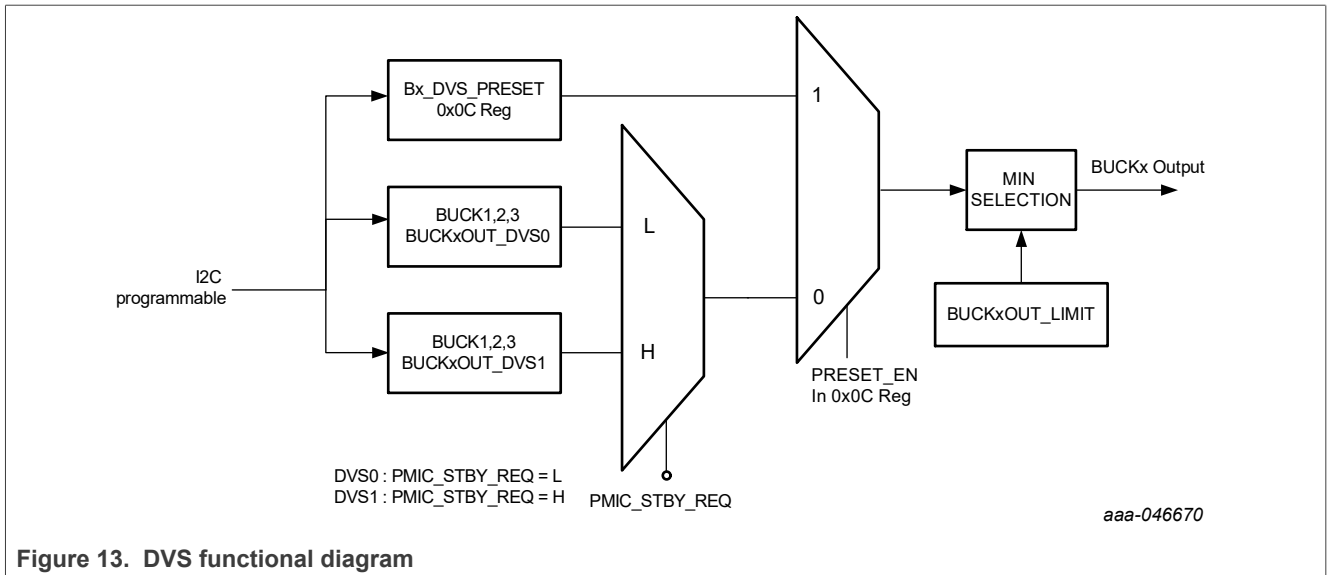 Bx_DVS_PRESET
0x0C Reg
1
BUCK1,2,3
BUCKxOUT_DVS0
L
MIN
SELECTION
BUCKx Output
I2C
programmable
0
BUCKxOUT_LIMIT
BUCK1,2,3
BUCKxOUT_DVS1
H
PRESET_EN
In 0x0C Reg
DVS0 : PMIC_STBY_REQ = L
DVS1 : PMIC_STBY_REQ = H
PMIC_STBY_REQ
aaa-046670
Figure 13. DVS functional diagram